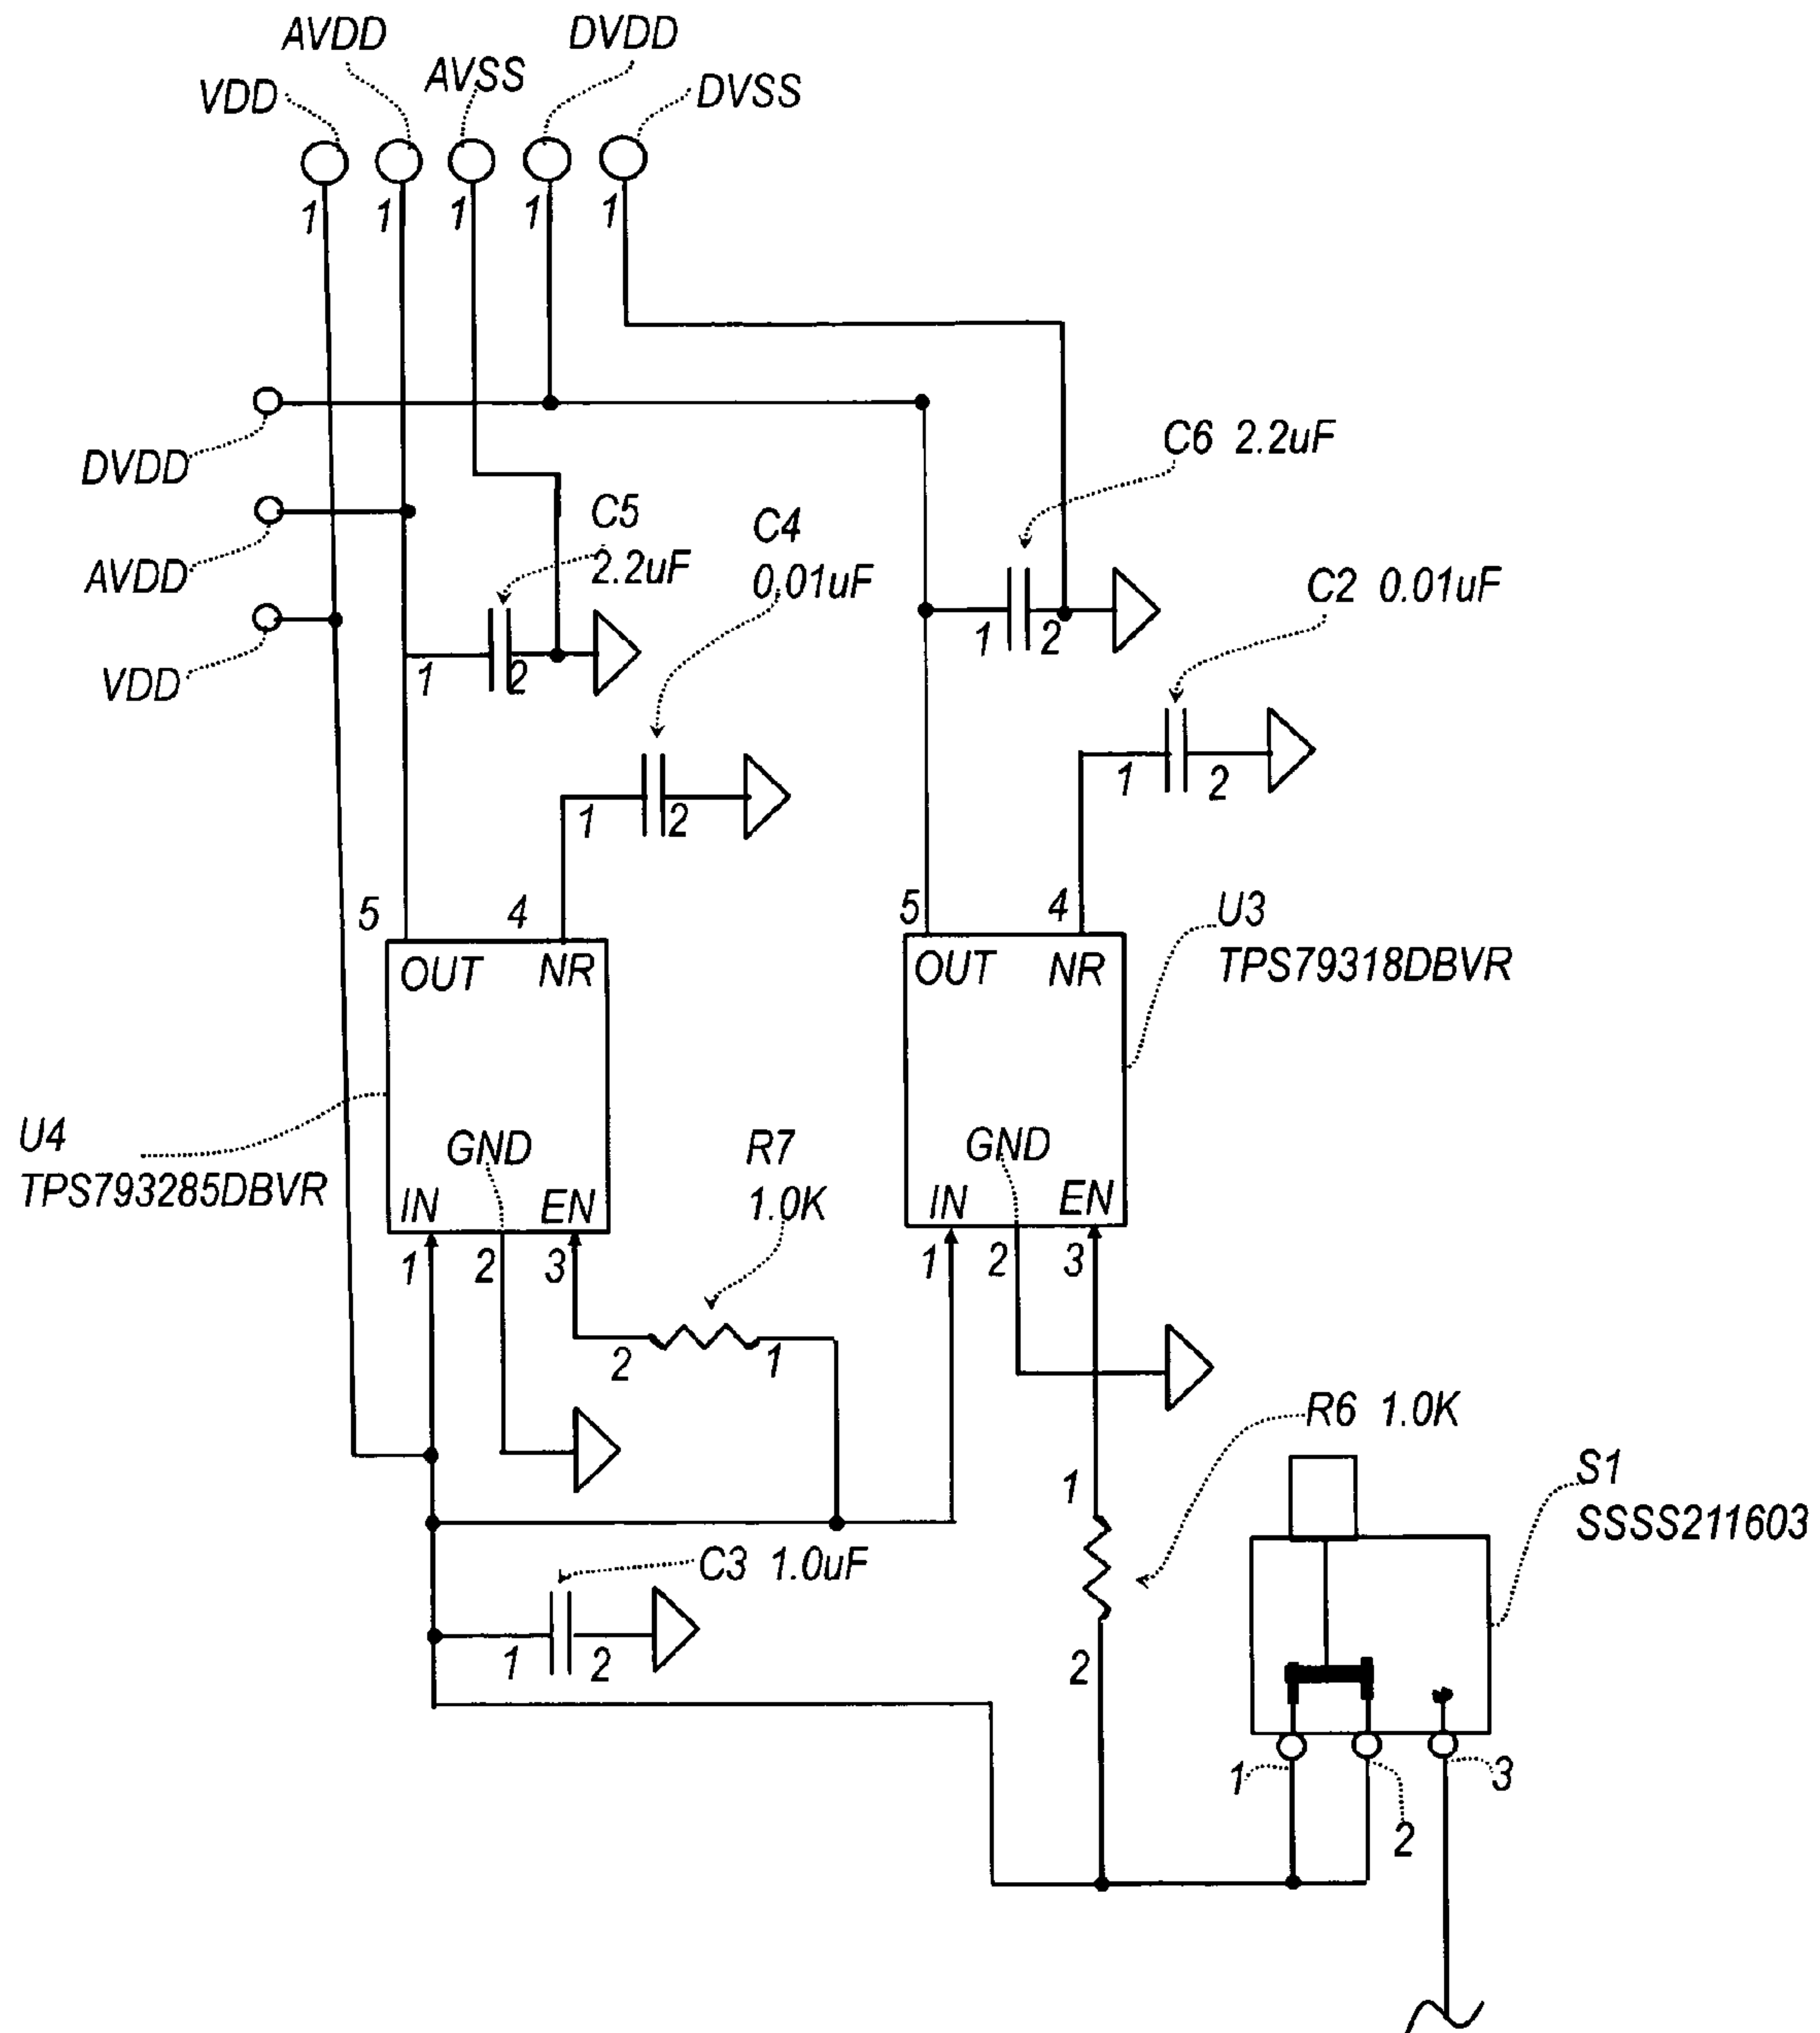 AVDD
DVDD
VDD
AVSS
DVSS
1
1
1
1
1
DVDD
C6 2.2uF
C5
2.2uF
C4
0.01uF
AVDD
C2 0.01uF
1
2
VDD
1
2
1
2
1
2
5
4
5
4
U3
TPS79318DBVR
OUT
NR
OUT
NR
U4
TPS793285DBVR
GND
R7
1.0K
GND
IN
EN
IN
EN
1
2
3
1
2
3
2
1
R6 1.0K
1
S1
SSSS211603
C3 1.0uF
1
2
2
1
2
3